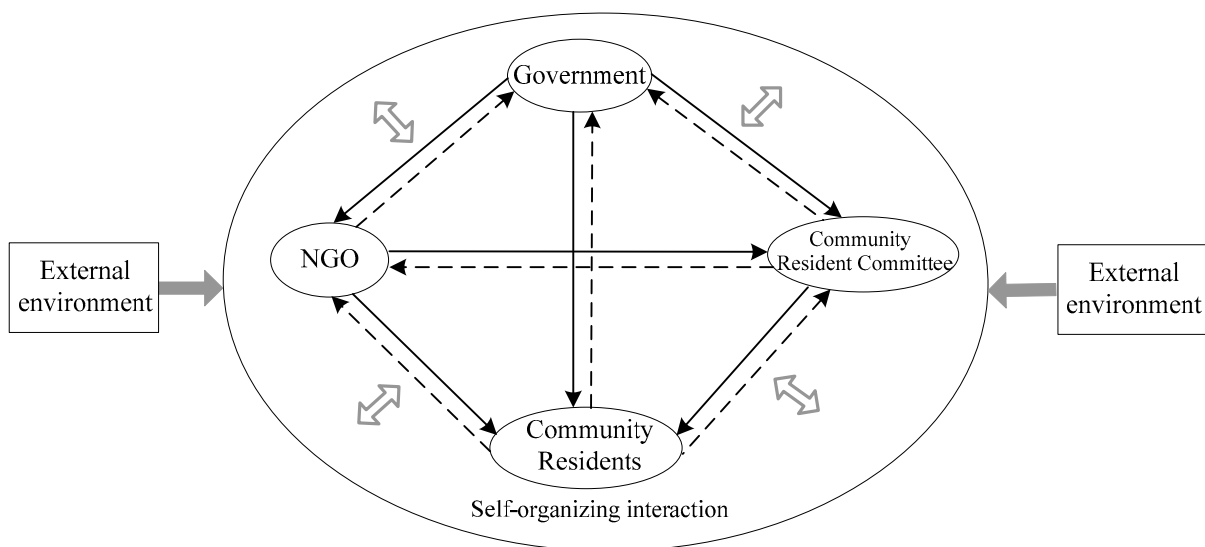 Government
NGO
Community
Resident Committee
External
environment
External
environment
Community
Residents
Self-organizing interaction